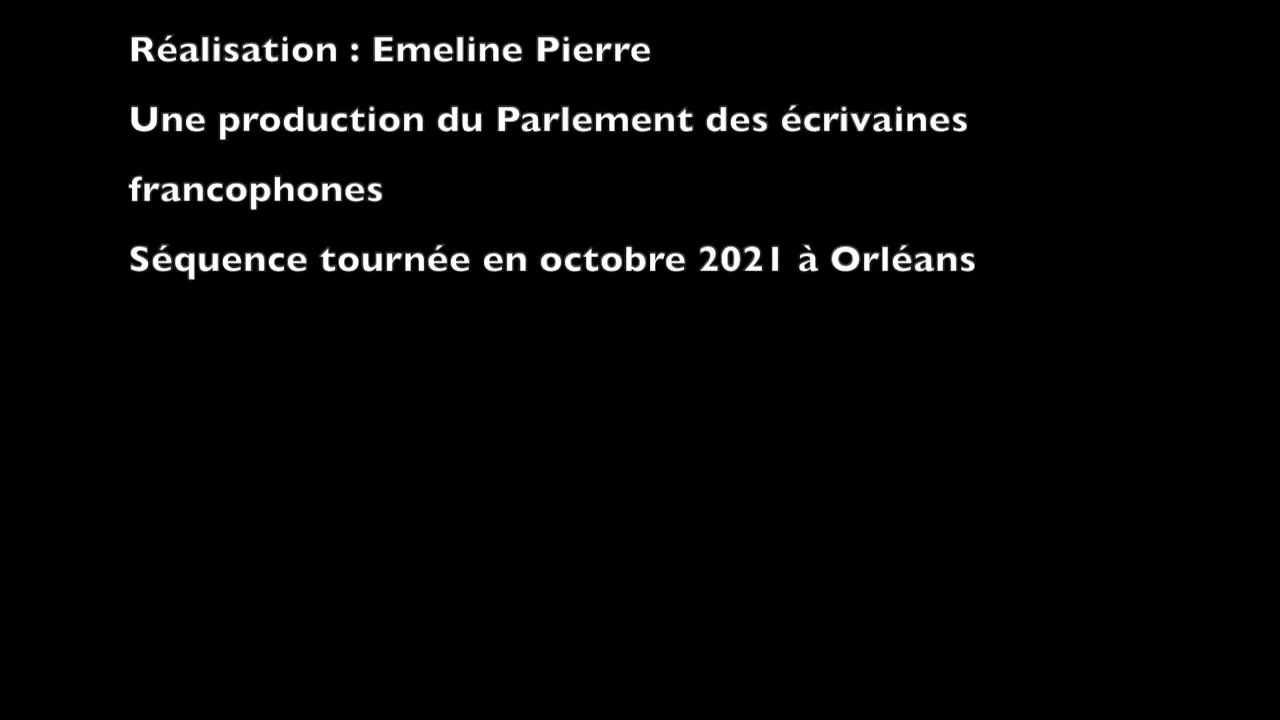 Réalisation : Emeline Pierre
Une production du Parlement des écrivaines
francophones
Séquence tournée en octobre 2021 à Orléans